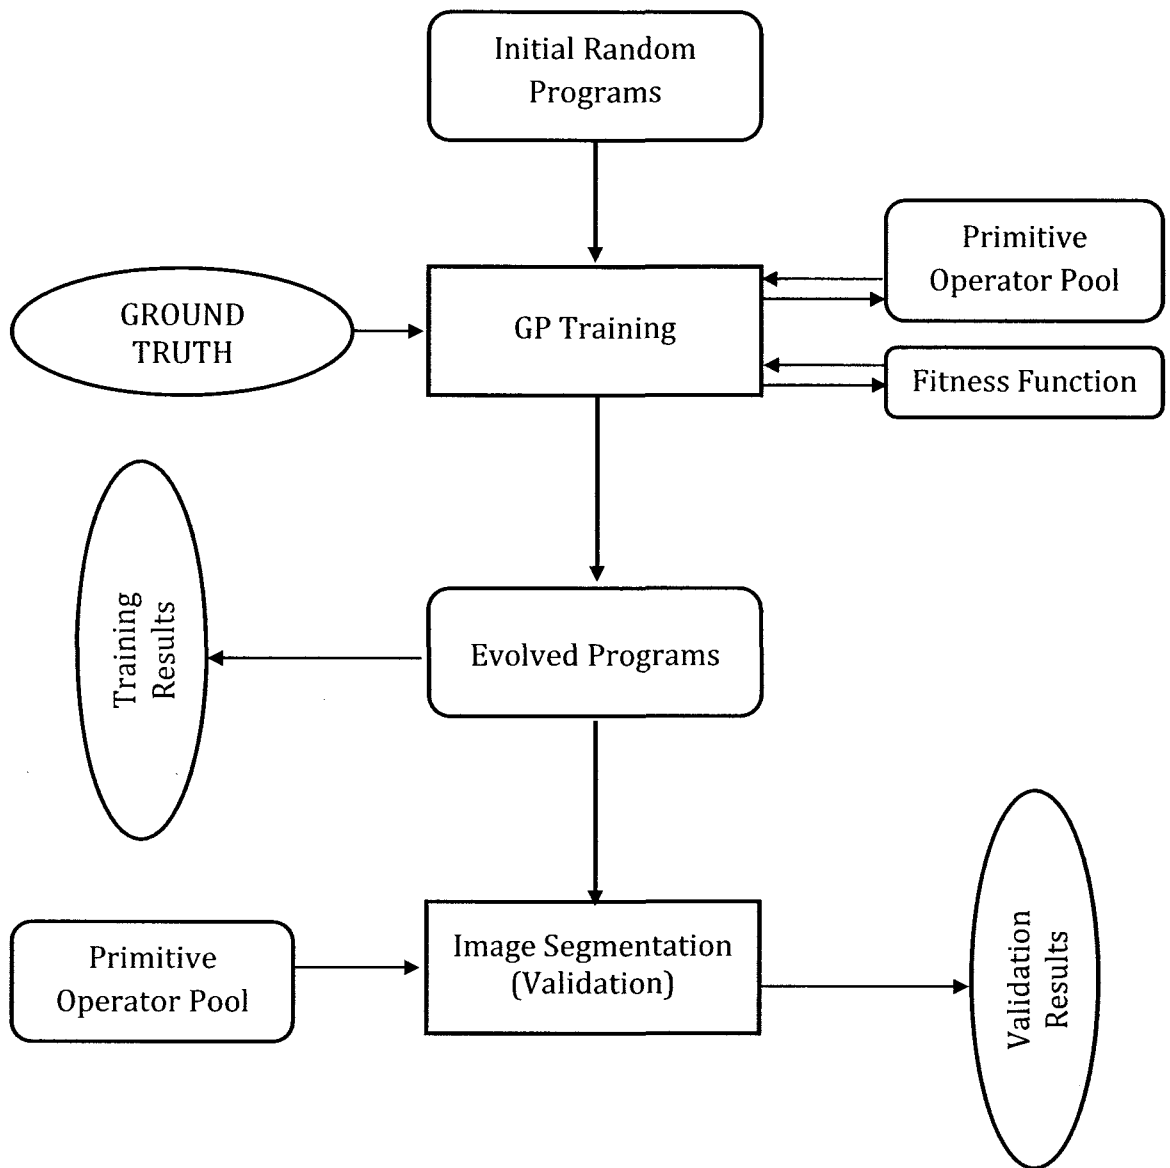 Initial Random
Programs
Primitive
Operator Pool
GROUND
TRUTH
GP Training
Fitness Function
Training
Results
Evolved Programs
Primitive
Operator Pool
Image Segmentation
(Validation)
Validation
Results